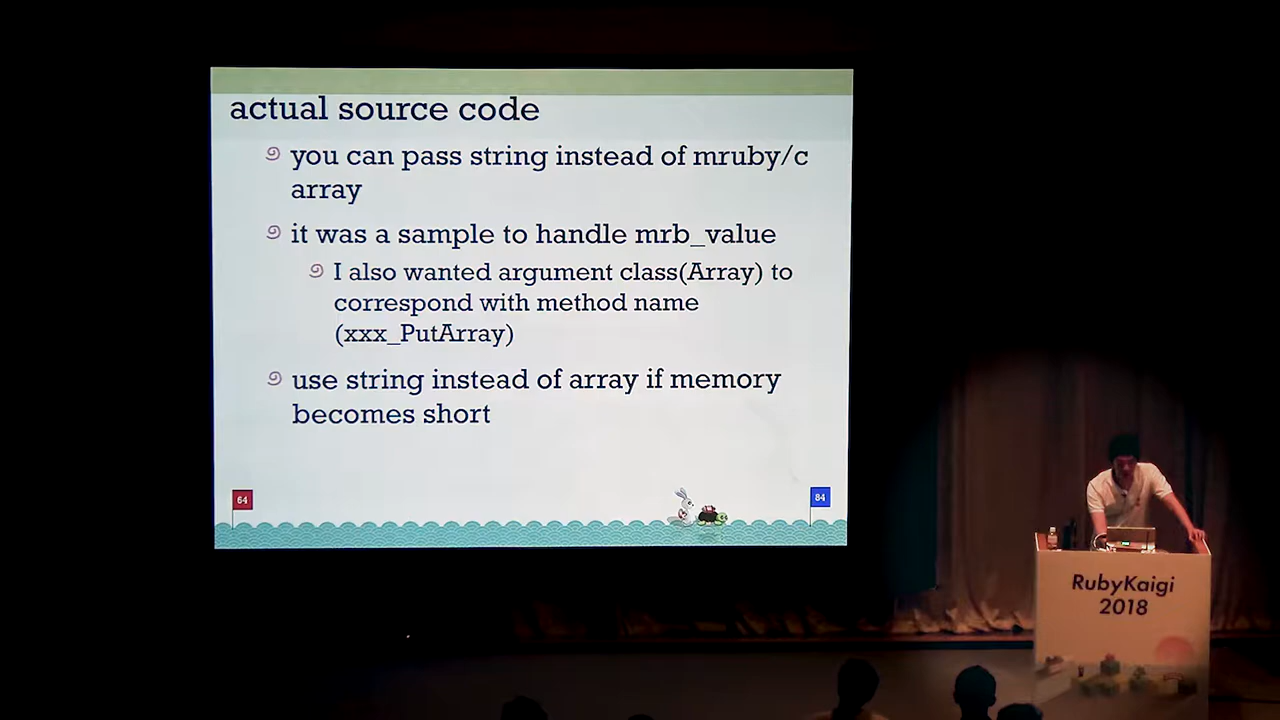 actual source code
you can pass string instead of mruby/c
array
it was a sample to handle mrb_value
I also wanted argument class(Array) to
correspond with method name
(xxx_PutArray)
use string instead of array if memory
becomes short
64
84
RubyKaigi
2018